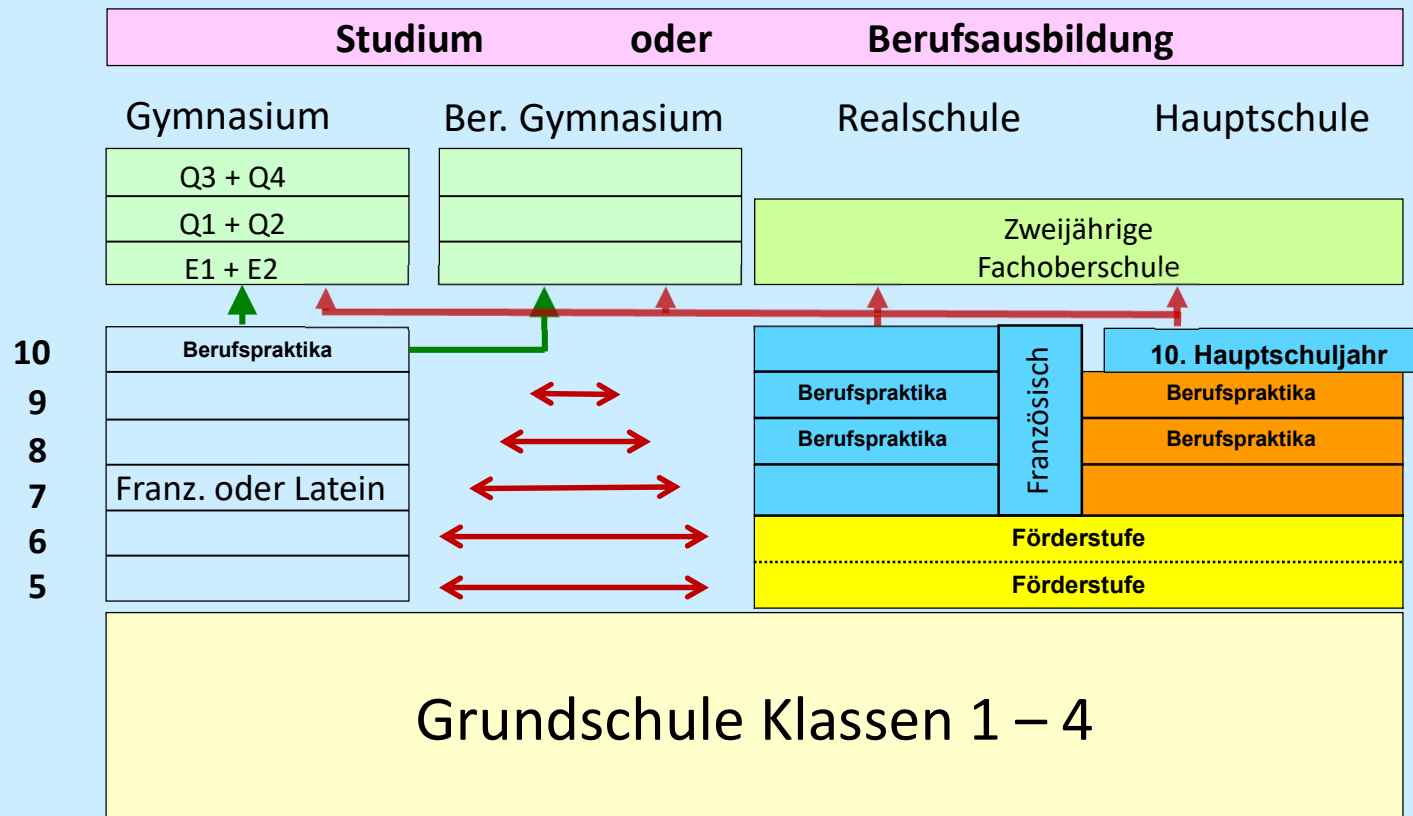 Studium oder Berufsausbildung
Gymnasium Ber. Gymnasium Realschule Hauptschule
Q3 + Q4
Q1 + Q2
E1 + E2
Zweijährige
Fachoberschule
10 Berufspraktika 10. Hauptschuljahr
9 Berufspraktika Berufspraktika
8 Berufspraktika Berufspraktika
Französisch
7 Franz. oder Latein
6 Förderstufe
5 Förderstufe
Grundschule Klassen 1 – 4